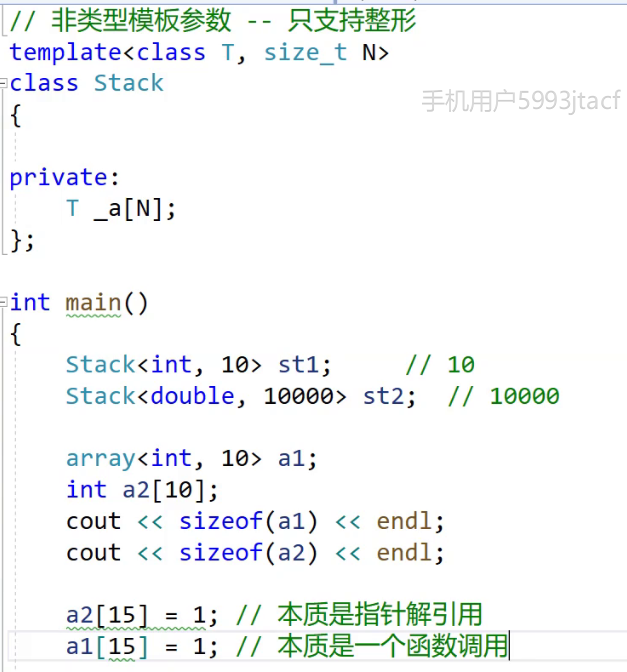 // 非类型模板参数 -- 只支持整形
template<class T, size_t N>
class Stack
手机用户5993jtacf
{
private:
    T _a[N];
};
int main()
{
    Stack<int, 10> st1;     // 10
    Stack<double, 10000> st2;  // 10000
    array<int, 10> a1;
    int a2[10];
    cout << sizeof(a1) << endl;
    cout << sizeof(a2) << endl;
    a2[15] = 1; // 本质是指针解引用
    a1[15] = 1; // 本质是一个函数调用